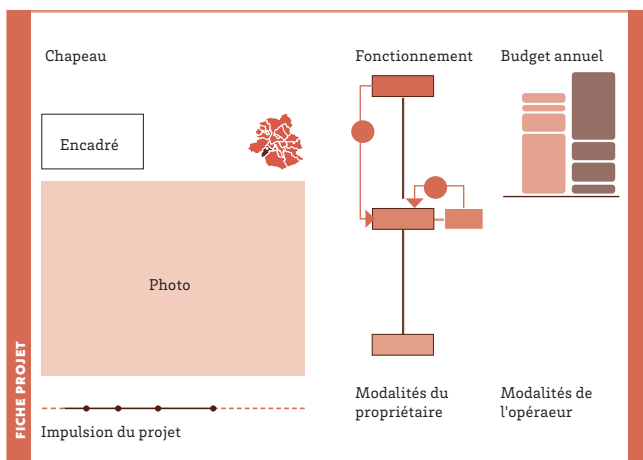 Chapeau
Encadré
Photo
Impulsion du projet
Fonctionnement
Modalités du
propriétaire
Budget annuel
Modalités de
l'opéraeur
FICHE PROJET